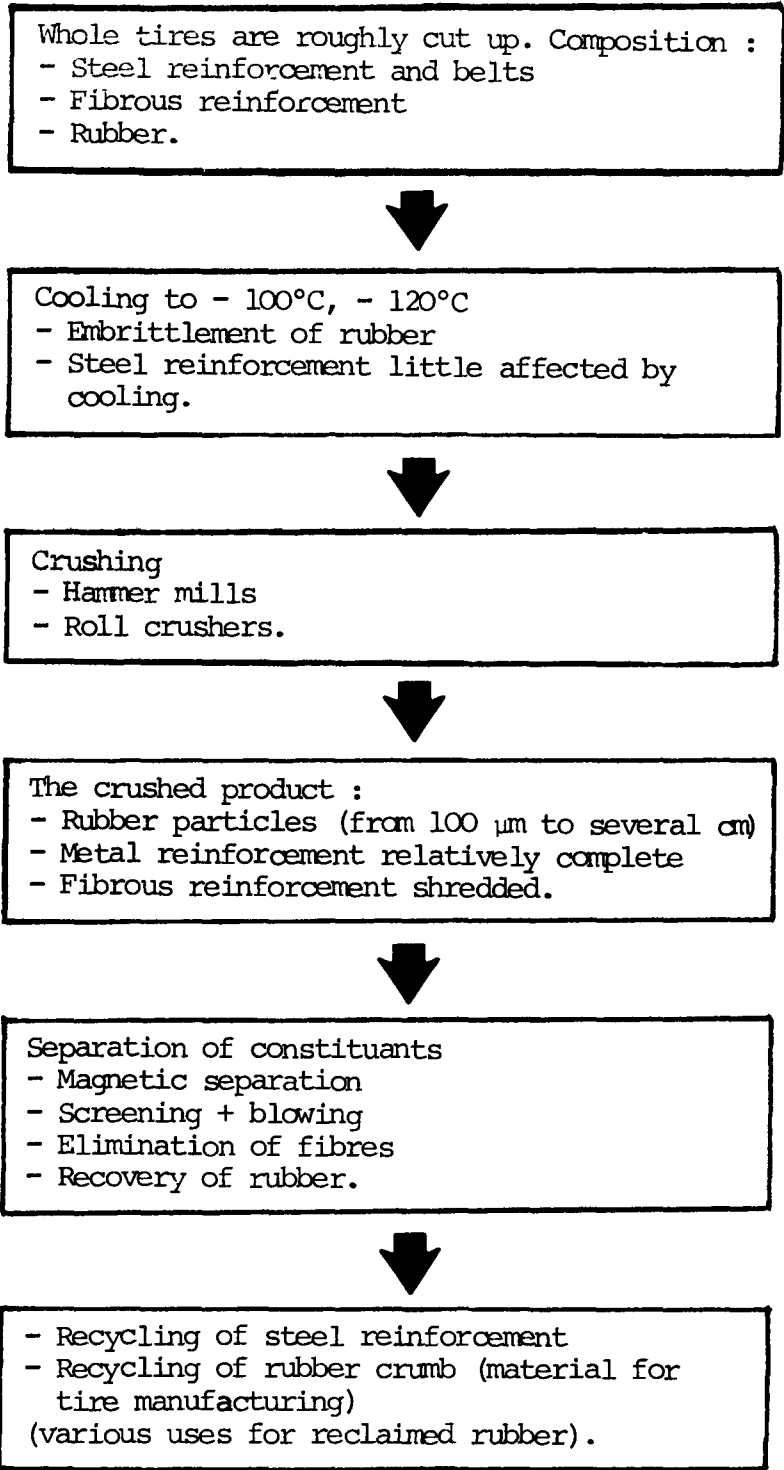 Whole tires are roughly cut up. Composition :
- Steel reinforcement and belts
- Fibrous reinforcement
- Rubber.
Cooling to - 100°C, - 120°C
- Embrittlement of rubber
- Steel reinforcement little affected by
cooling.
Crushing
- Hammer mills
- Roll crushers.
The crushed product :
- Rubber particles (from 100 µm to several cm)
- Metal reinforcement relatively complete
- Fibrous reinforcement shredded.
Separation of constituants
- Magnetic separation
- Screening + blowing
- Elimination of fibres
- Recovery of rubber.
- Recycling of steel reinforcement
- Recycling of rubber crumb (material for
tire manufacturing)
(various uses for reclaimed rubber).